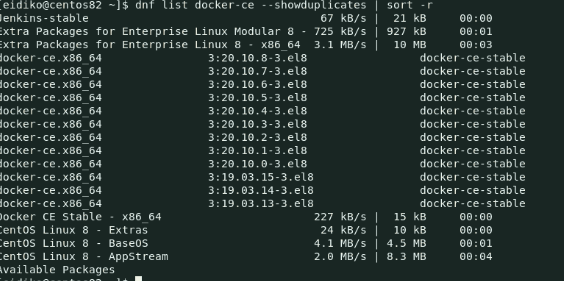 [eidiko@centos82 ~]$ dnf list docker-ce --showduplicates | sort -r
Jenkins-stable 67 kB/s | 21 kB 00:00
Extra Packages for Enterprise Linux Modular 8 - 725 kB/s | 927 kB 00:01
Extra Packages for Enterprise Linux 8 - x86_64 3.1 MB/s | 10 MB 00:03
docker-ce.x86_64 3:20.10.8-3.el8 docker-ce-stable
docker-ce.x86_64 3:20.10.7-3.el8 docker-ce-stable
docker-ce.x86_64 3:20.10.6-3.el8 docker-ce-stable
docker-ce.x86_64 3:20.10.5-3.el8 docker-ce-stable
docker-ce.x86_64 3:20.10.4-3.el8 docker-ce-stable
docker-ce.x86_64 3:20.10.3-3.el8 docker-ce-stable
docker-ce.x86_64 3:20.10.2-3.el8 docker-ce-stable
docker-ce.x86_64 3:20.10.1-3.el8 docker-ce-stable
docker-ce.x86_64 3:20.10.0-3.el8 docker-ce-stable
docker-ce.x86_64 3:19.03.15-3.el8 docker-ce-stable
docker-ce.x86_64 3:19.03.14-3.el8 docker-ce-stable
docker-ce.x86_64 3:19.03.13-3.el8 docker-ce-stable
Docker CE Stable - x86_64 227 kB/s | 15 kB 00:00
CentOS Linux 8 - Extras 24 kB/s | 10 kB 00:00
CentOS Linux 8 - BaseOS 4.1 MB/s | 4.5 MB 00:01
CentOS Linux 8 - AppStream 2.0 MB/s | 8.3 MB 00:04
Available Packages